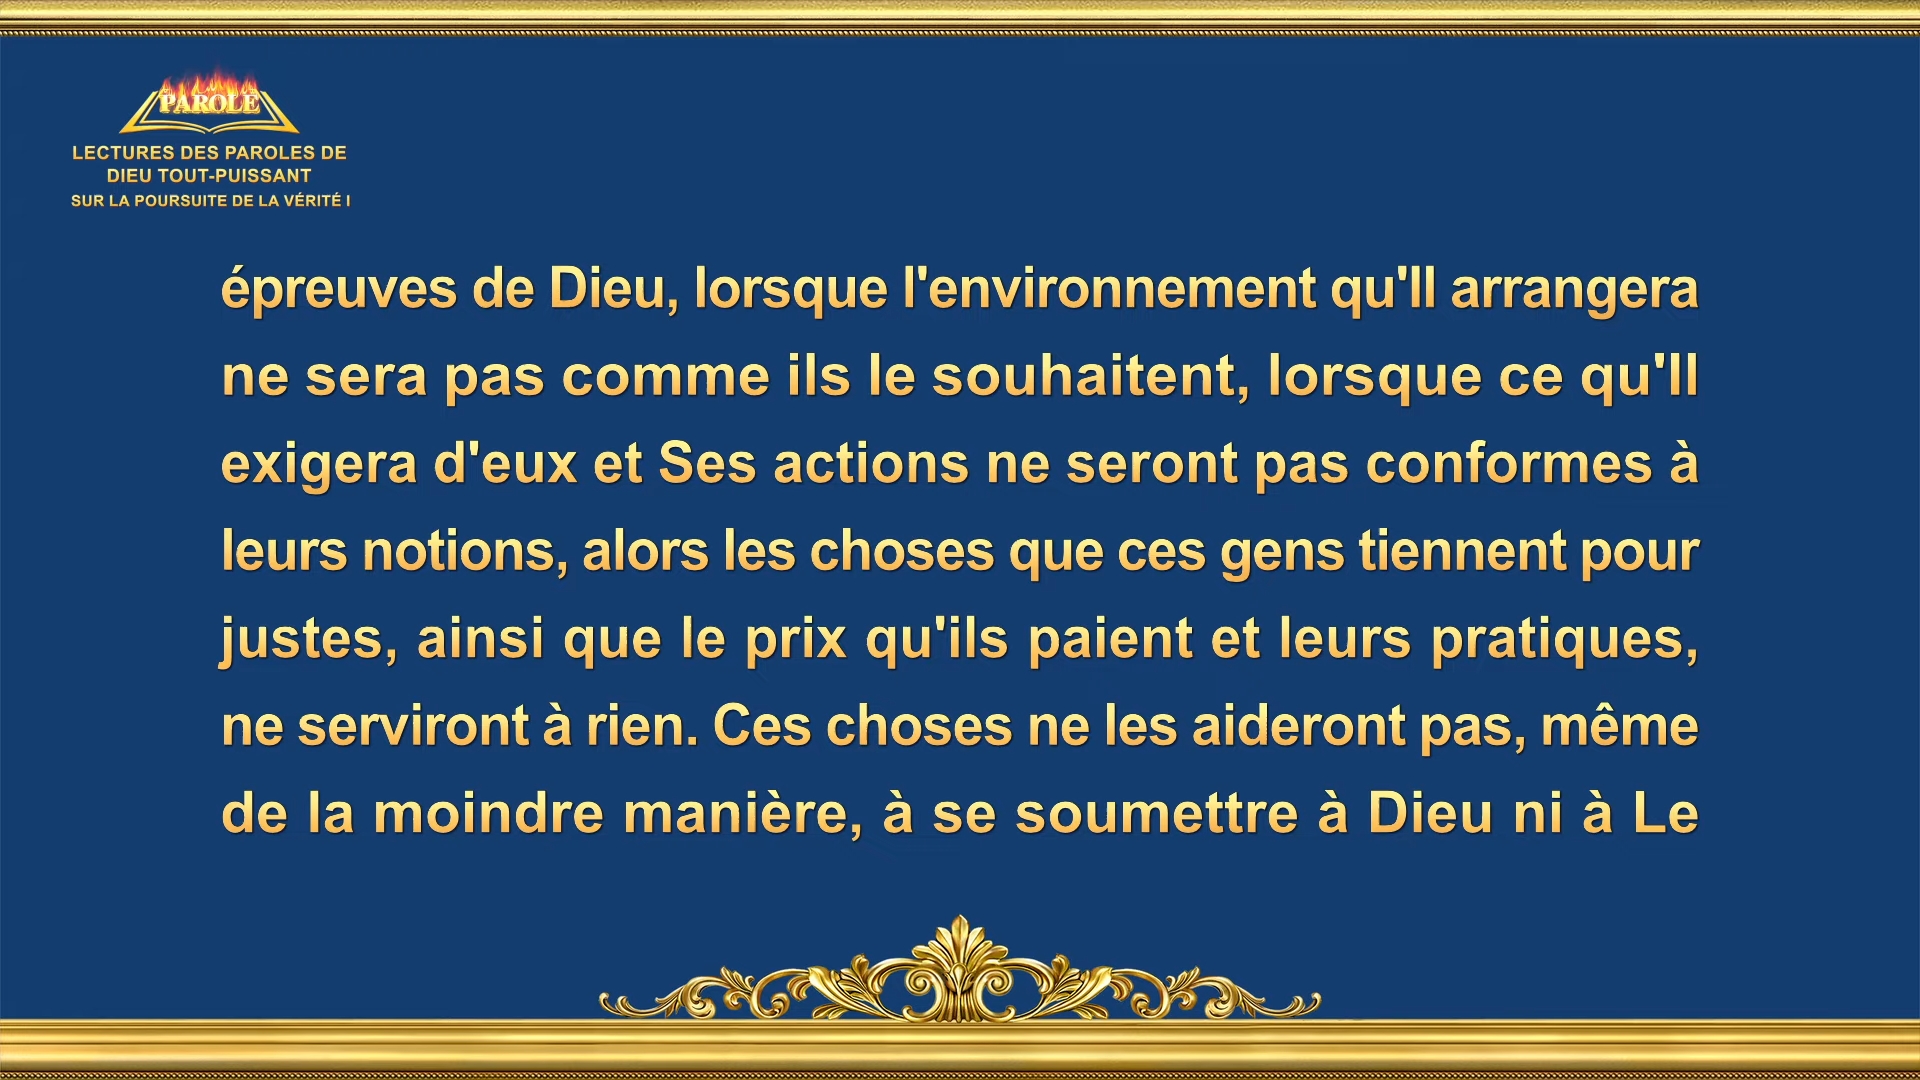 PAROLE
LECTURES DES PAROLES DE
DIEU TOUT-PUISSANT
SUR LA POURSUITE DE LA VÉRITÉ I
épreuves de Dieu, lorsque l'environnement qu'Il arrangera
ne sera pas comme ils le souhaitent, lorsque ce qu'Il
exigera d'eux et Ses actions ne seront pas conformes à
leurs notions, alors les choses que ces gens tiennent pour
justes, ainsi que le prix qu'ils paient et leurs pratiques,
ne serviront à rien. Ces choses ne les aideront pas, même
de la moindre manière, à se soumettre à Dieu ni à Le